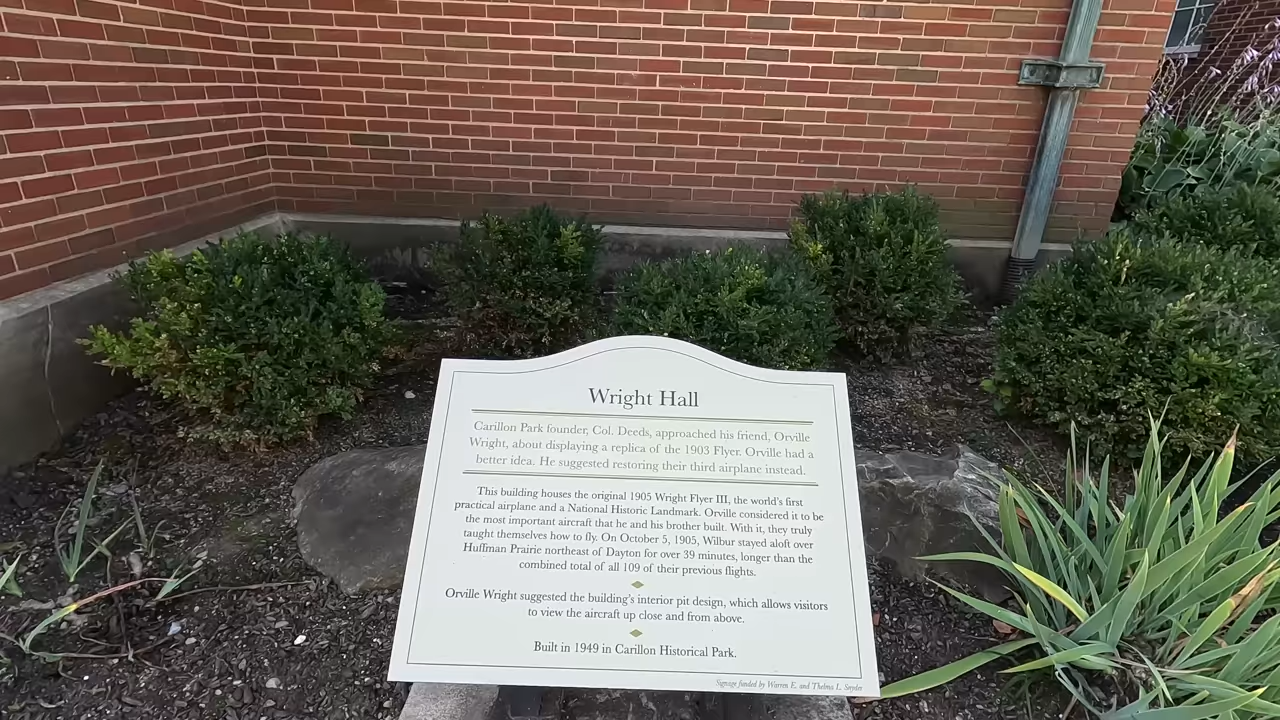 Wright Hall
Carillon Park founder, Col. Deeds, approached his friend, Orville
Wright, about displaying a replica of the 1903 Flyer. Orville had a
better idea. He suggested restoring their third airplane instead.
This building houses the original 1905 Wright Flyer III, the world's first
practical airplane and a National Historic Landmark. Orville considered it to be
the most important aircraft that he and his brother built. With it, they truly
taught themselves how to fly. On October 5, 1905, Wilbur stayed aloft over
Huffman Prairie northeast of Dayton for over 39 minutes, longer than the
combined total of all 109 of their previous flights.
Orville Wright suggested the building's interior pit design, which allows visitors
to view the aircraft up close and from above.
Built in 1949 in Carillon Historical Park.
Signage funded by Warren E. and Thelma L. Snyder